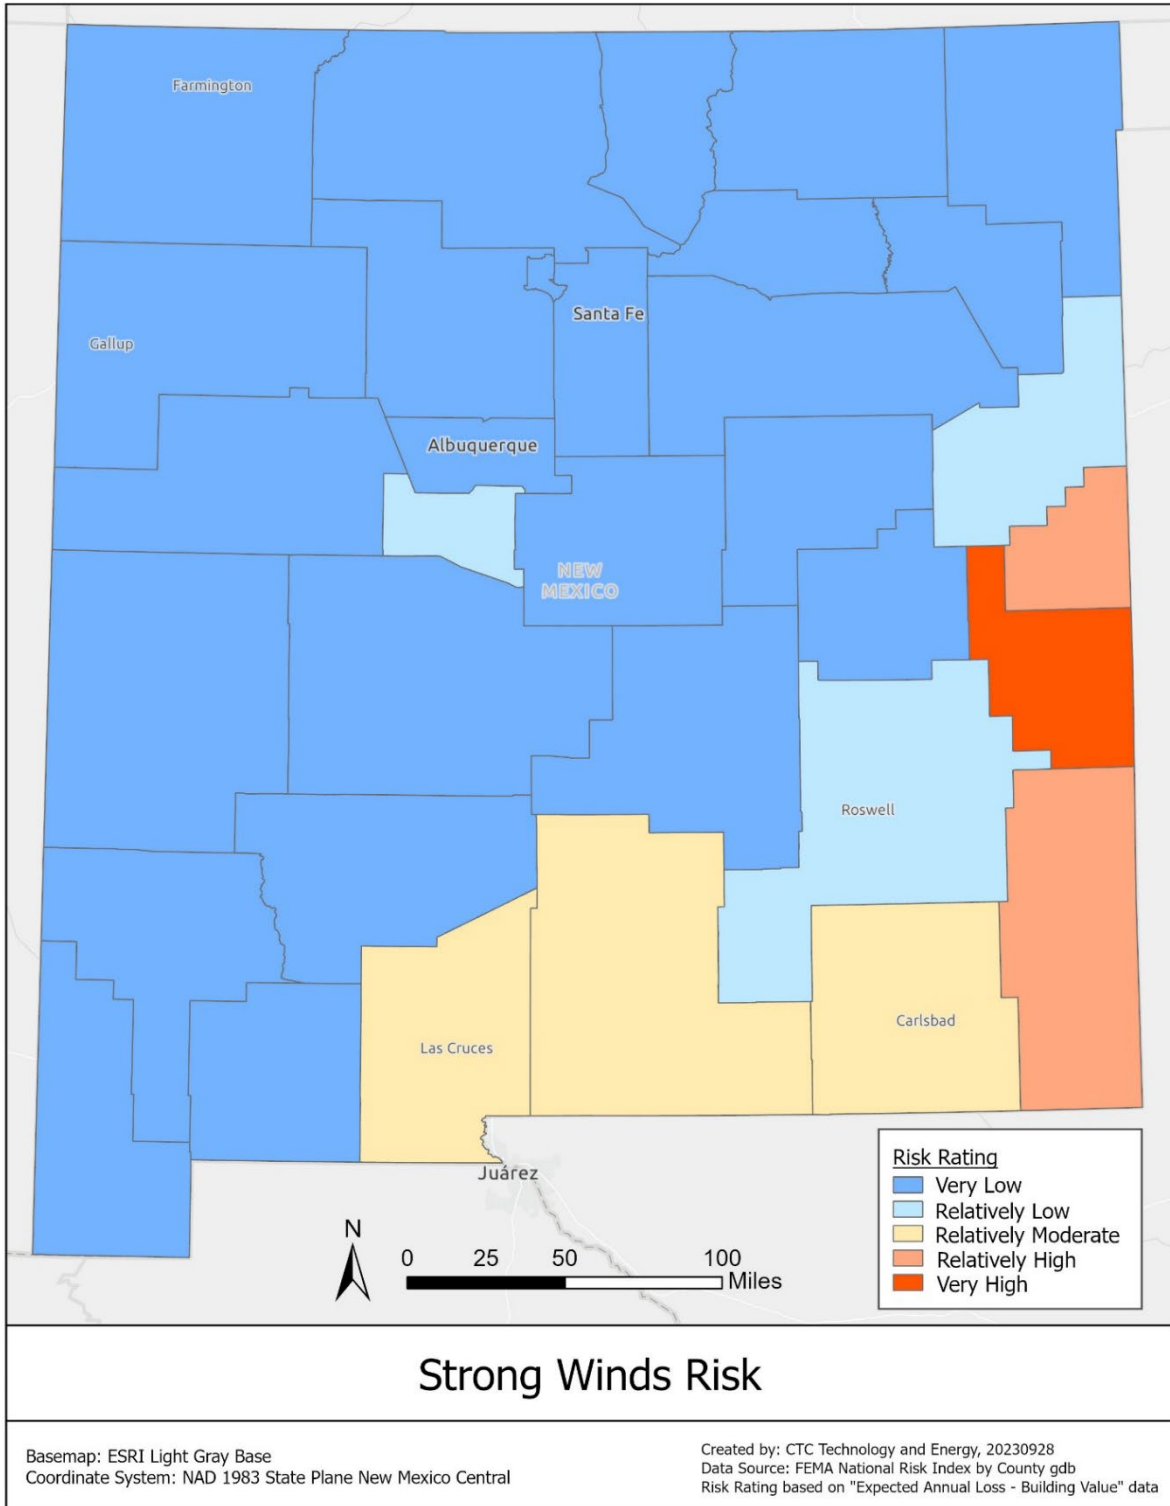 Farmington
Santa Fe
Gallup
Albuquerque
NEW
MEXICO
Roswell
Carlsbad
Las Cruces
Juárez
Risk Rating
Very Low
Relatively Low
Relatively Moderate
Relatively High
Very High
N
0 25 50 100
Miles
Strong Winds Risk
Basemap: ESRI Light Gray Base
Coordinate System: NAD 1983 State Plane New Mexico Central
Created by: CTC Technology and Energy, 20230928
Data Source: FEMA National Risk Index by County gdb
Risk Rating based on "Expected Annual Loss - Building Value" data